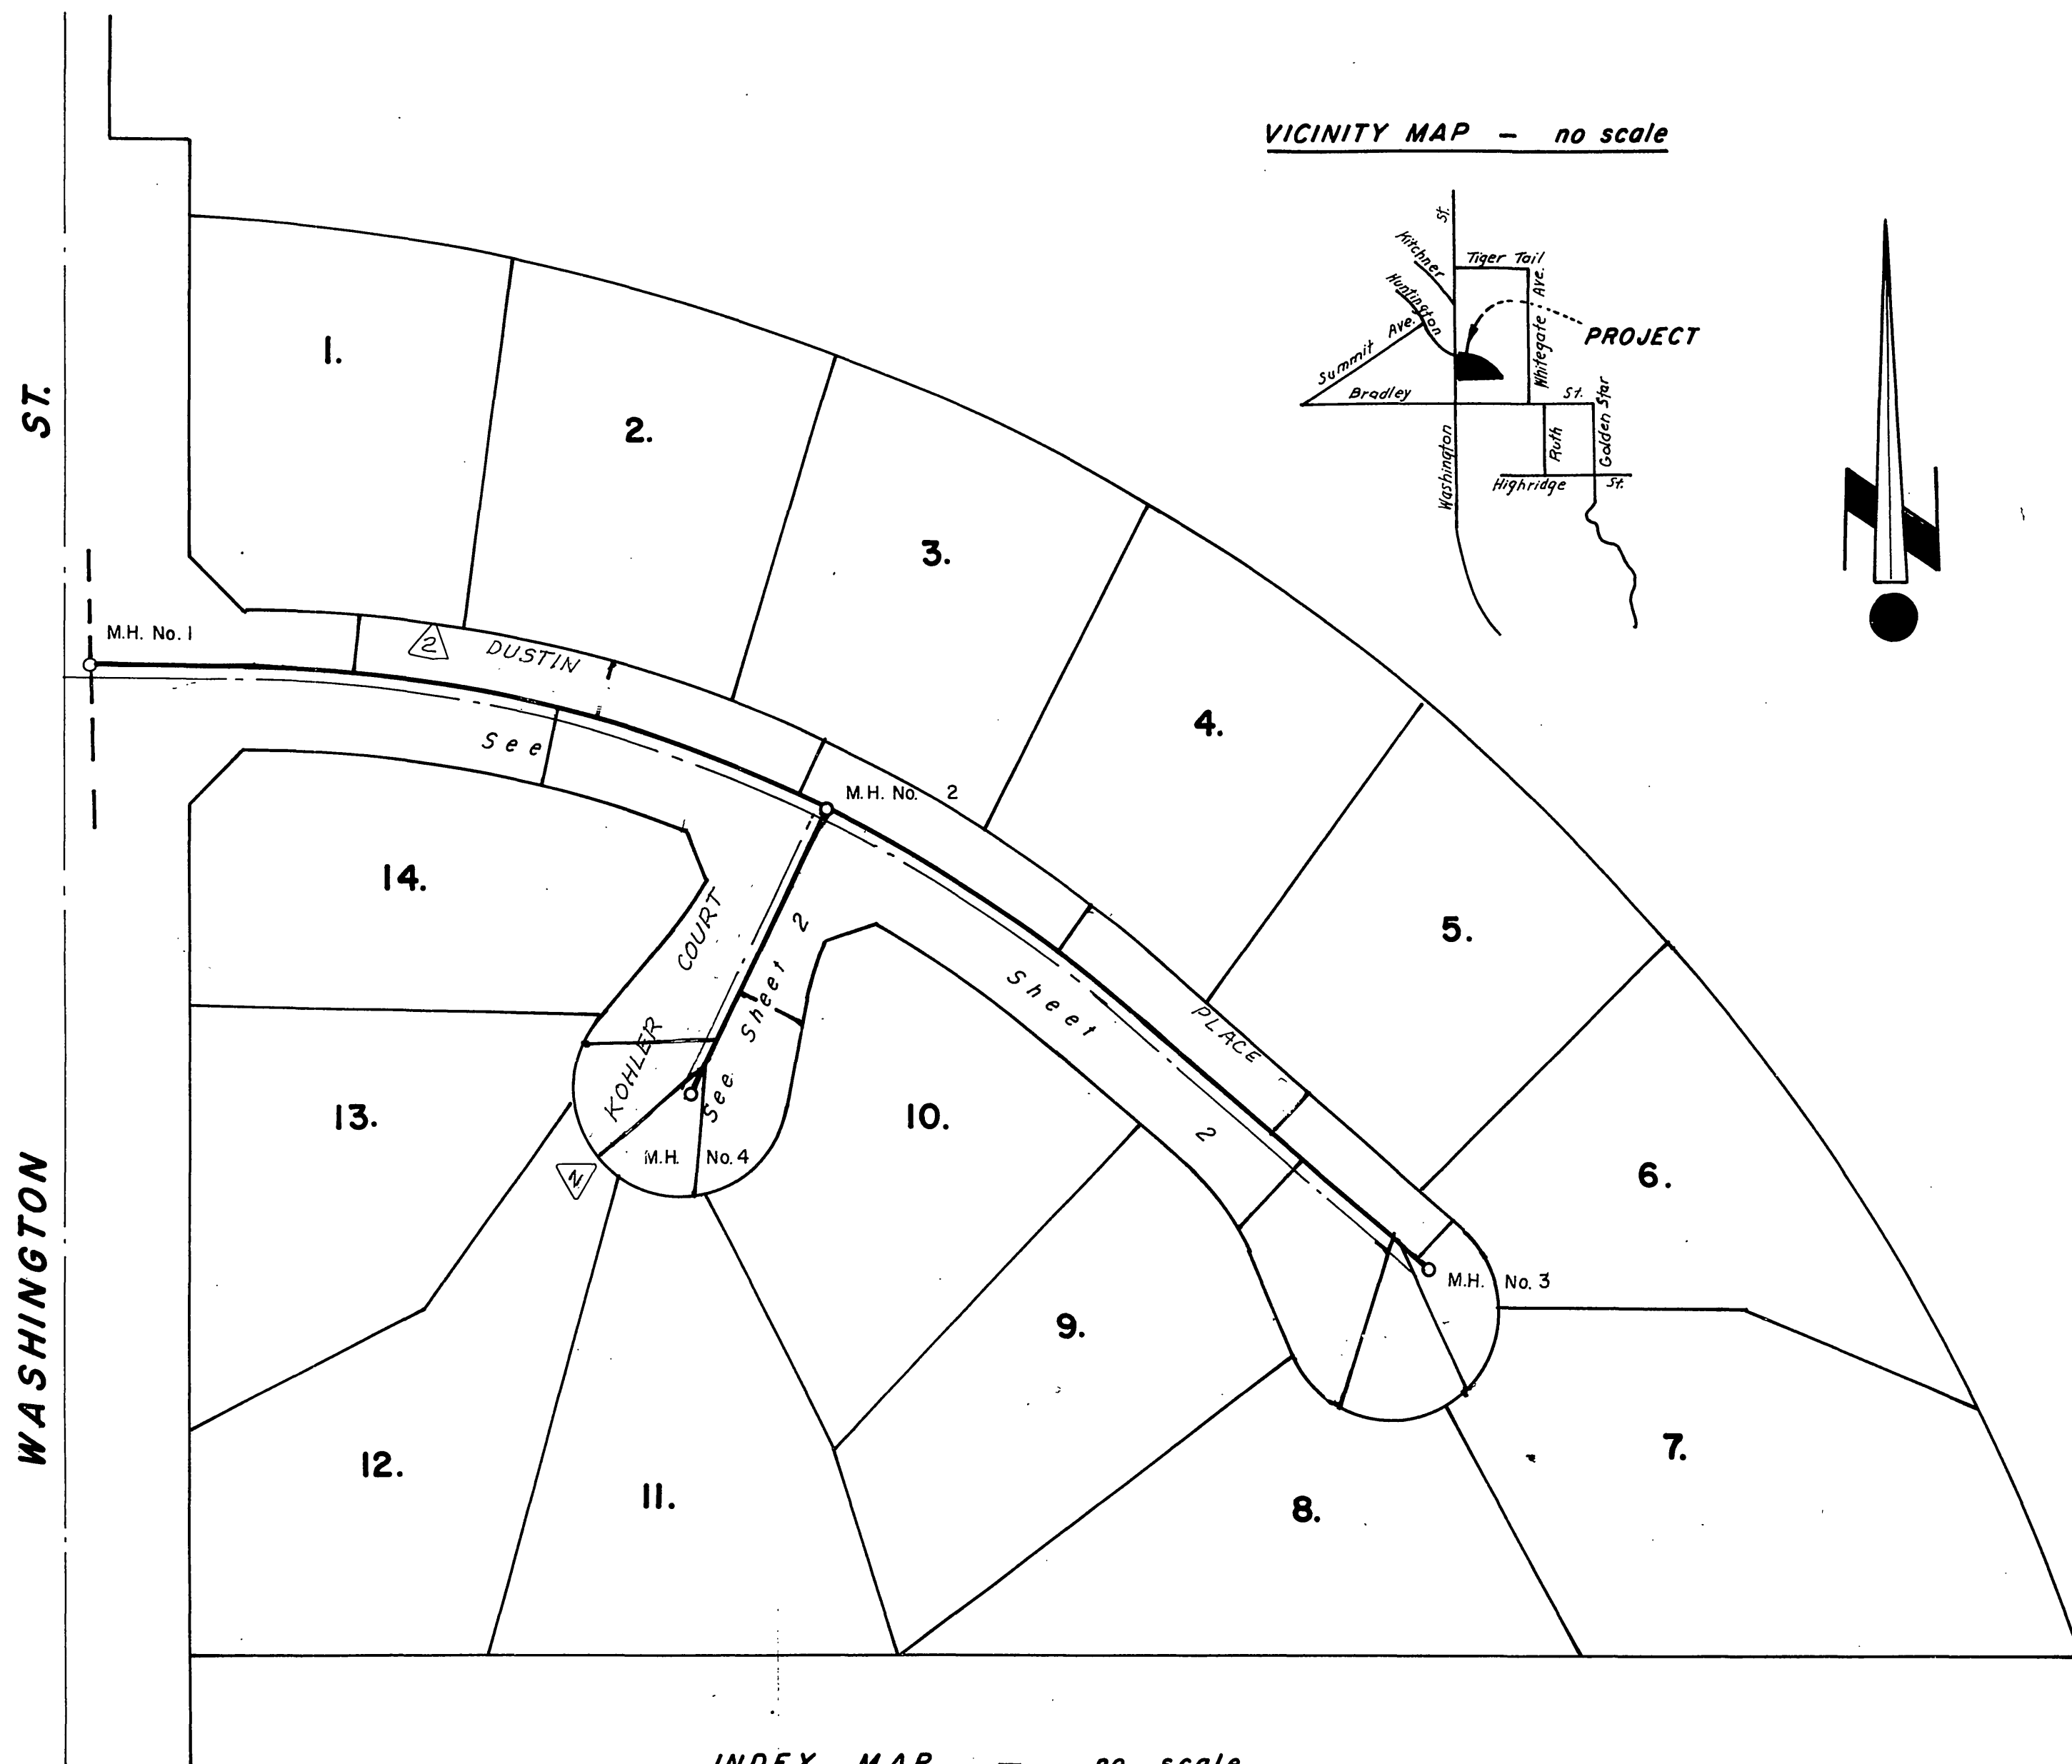 VICINITY MAP – no scale
St.
Kitchner
Tiger Tail
Huntington
Whitegate Ave.
Summit Ave.
PROJECT
Bradley St.
Golden Star
Washington
Ruth
Highridge St.
N
WASHINGTON ST.
1.
2.
3.
4.
5.
6.
7.
8.
9.
10.
11.
12.
13.
14.
M.H. No. 1
2
DUSTIN PLACE
See Sheet 2
M.H. No. 2
KOHLER COURT
See Sheet 2
M.H. No. 4
2
M.H. No. 3
INDEX MAP – no scale